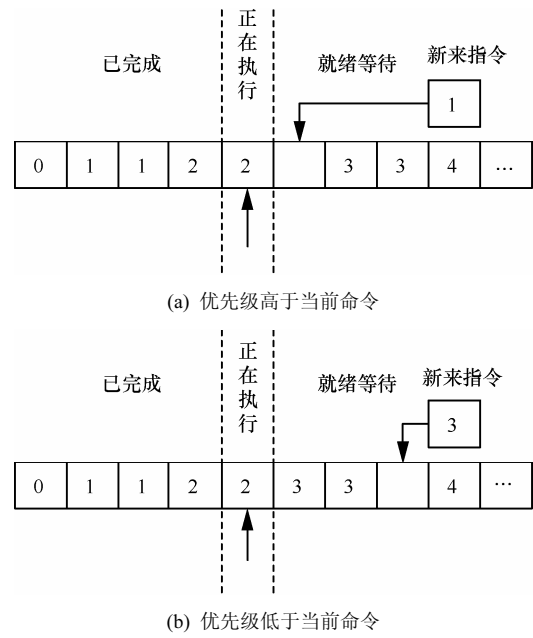 正在执行
已完成
就绪等待
新来指令
1
0 1 1 2 2 3 3 4 ...
(a) 优先级高于当前命令
正在执行
已完成
就绪等待
新来指令
3
0 1 1 2 2 3 3 4 ...
(b) 优先级低于当前命令